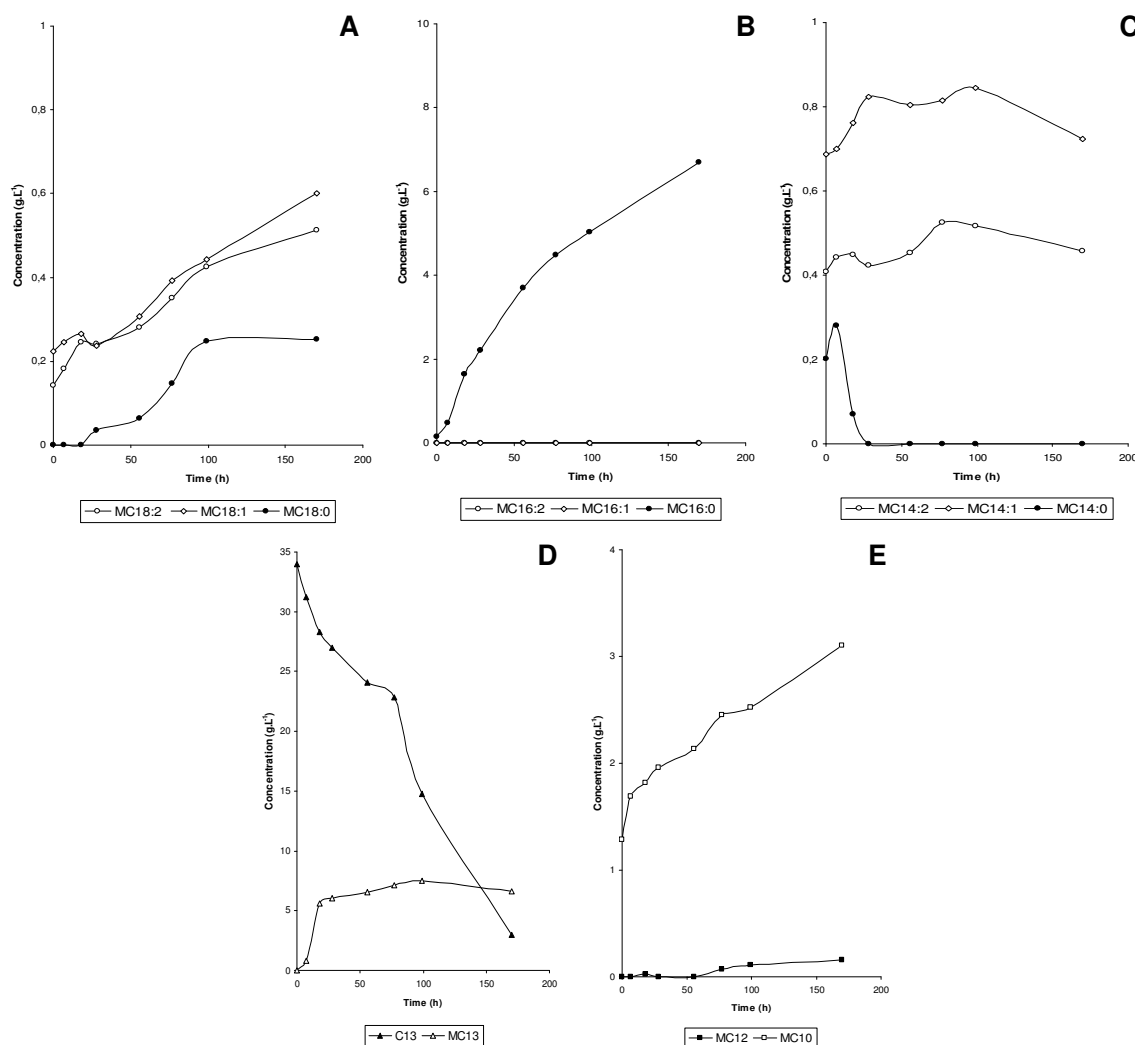 A
Concentration (g.L-1)
1
0,8
0,6
0,4
0,2
0
0 50 100 150 200
Time (h)
MC18:2 MC18:1 MC18:0
B
Concentration (g.L-1)
10
8
6
4
2
0
0 50 100 150 200
Time (h)
MC16:2 MC16:1 MC16:0
C
Concentration (g.L-1)
1
0,8
0,6
0,4
0,2
0
0 50 100 150 200
Time (h)
MC14:2 MC14:1 MC14:0
D
Concentration (g.L-1)
35
30
25
20
15
10
5
0
0 50 100 150 200
Time (h)
C13 MC13
E
Concentration (g.L-1)
4
3
2
1
0
0 50 100 150 200
Time (h)
MC12 MC10